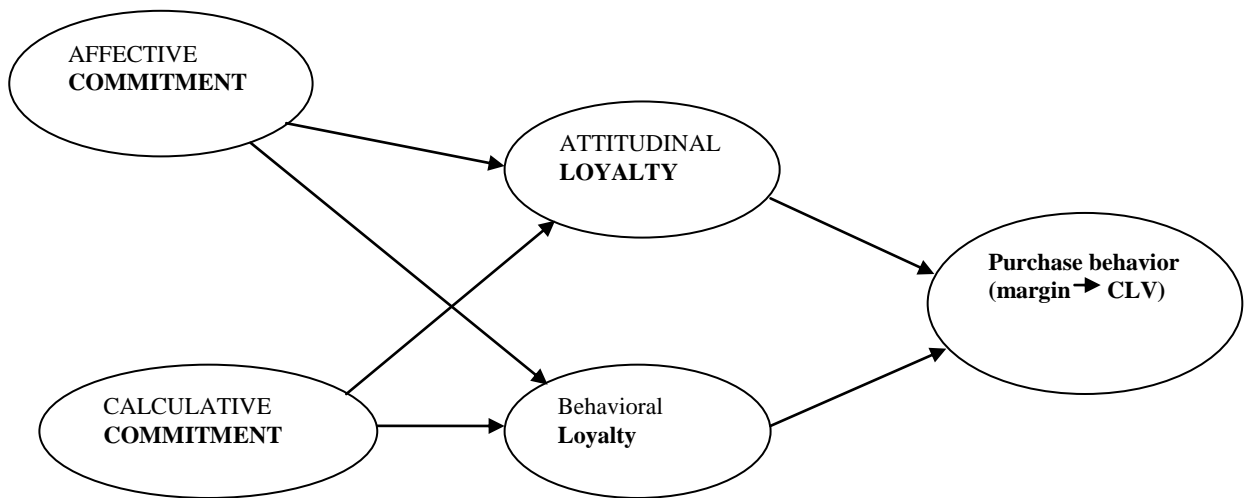 AFFECTIVE
COMMITMENT
ATTITUDINAL
LOYALTY
Purchase behavior
(margin → CLV)
CALCULATIVE
COMMITMENT
Behavioral
Loyalty